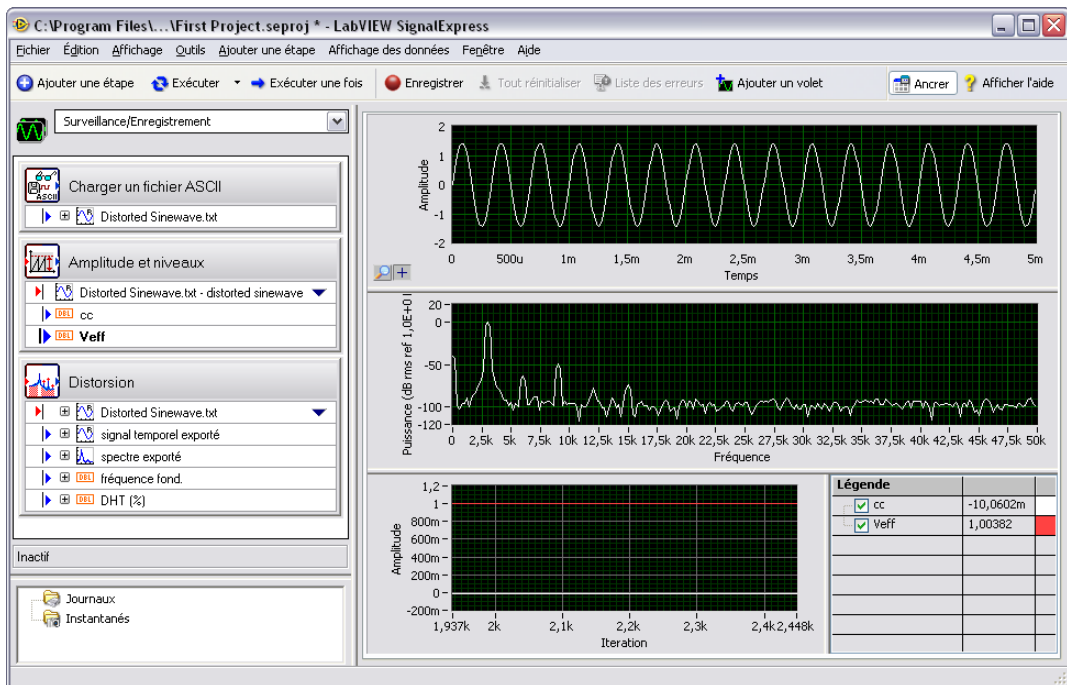 C:\Program Files\...\First Project.seproj * - LabVIEW SignalExpress
Fichier Édition Affichage Outils Ajouter une étape Affichage des données Fenêtre Aide
Ajouter une étape Exécuter Exécuter une fois Enregistrer Tout réinitialiser Liste des erreurs Ajouter un volet Ancrer Afficher l'aide
Surveillance/Enregistrement
ASCII
Charger un fichier ASCII
Distorted Sinewave.txt
Amplitude et niveaux
Distorted Sinewave.txt - distorted sinewave
DBL cc
DBL Veff
Distorsion
Distorted Sinewave.txt
signal temporel exporté
spectre exporté
DBL fréquence fond.
DBL DHT (%)
Inactif
Journaux
Instantanés
Amplitude
2
1
0
-1
-2
0 500u 1m 1,5m 2m 2,5m 3m 3,5m 4m 4,5m 5m
Temps
Puissance (dB rms ref 1,0E+0
20
0
-50
-100
-120
0 2,5k 5k 7,5k 10k 12,5k 15k 17,5k 20k 22,5k 25k 27,5k 30k 32,5k 35k 37,5k 40k 42,5k 45k 47,5k 50k
Fréquence
Amplitude
1,2
1
800m
600m
400m
200m
0
-200m
1,937k 2k 2,1k 2,2k 2,3k 2,4k 2,448k
Iteration
Légende
cc -10,0602m
Veff 1,00382